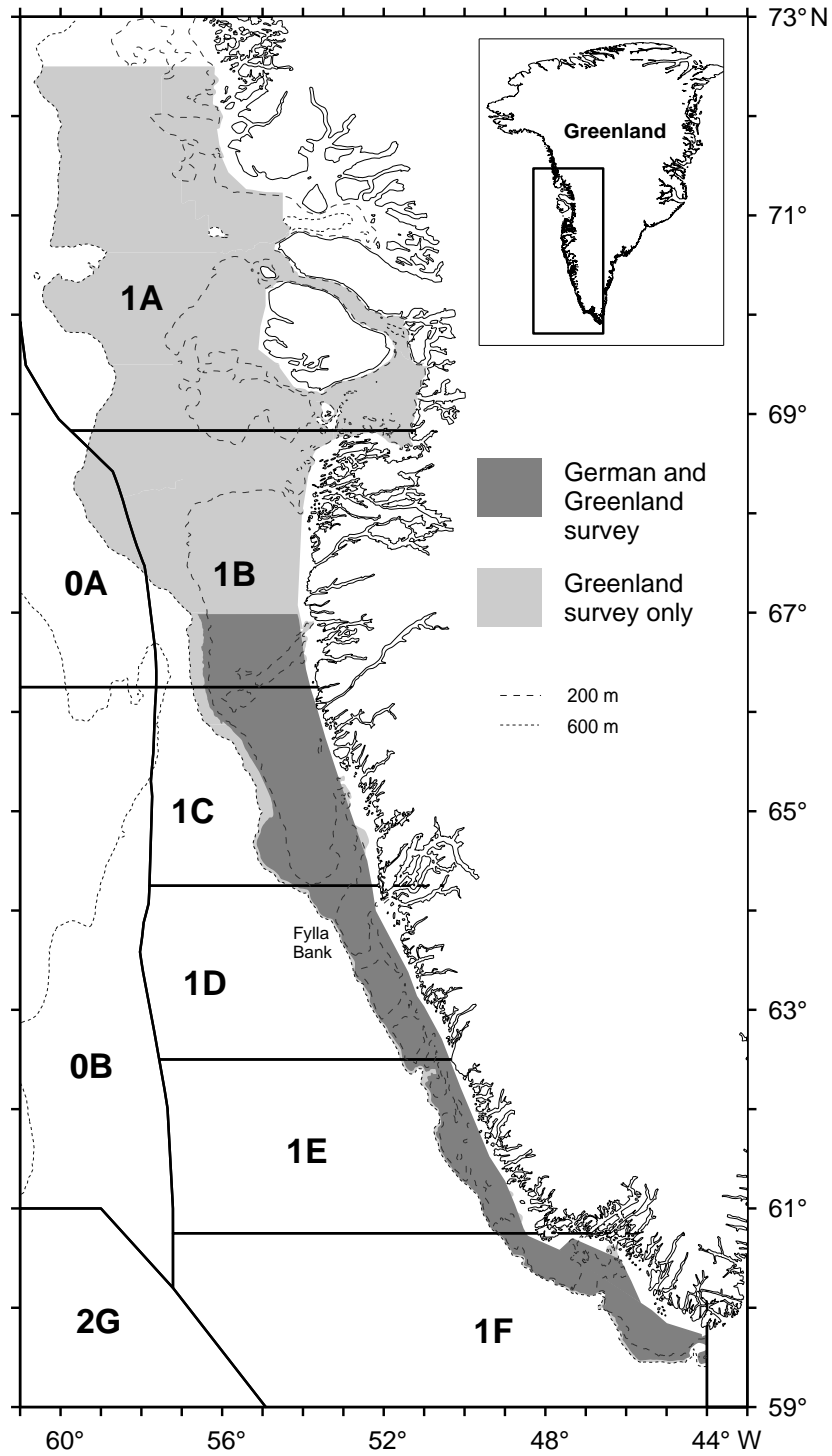 73° N
Greenland
71°
1A
69°
German and
Greenland
survey
Greenland
survey only
0A
1B
67°
200 m
600 m
1C
65°
Fylla
Bank
1D
63°
0B
1E
61°
2G
1F
59°
60°
56°
52°
48°
44° W